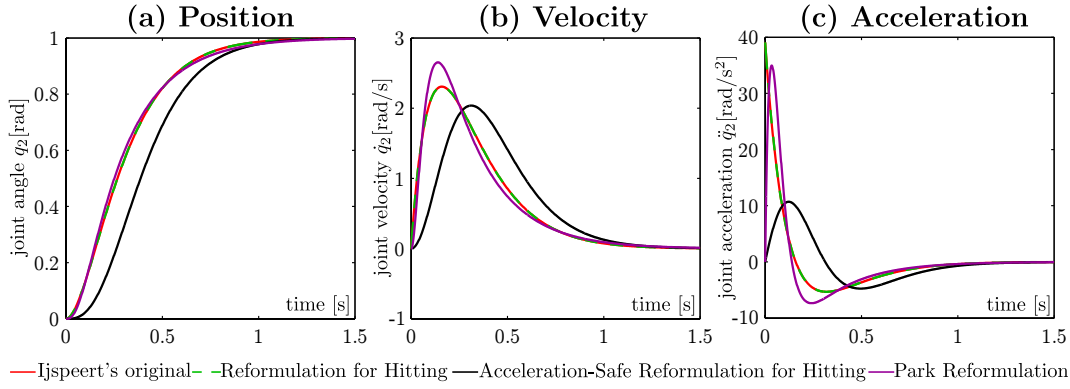 (a) Position
(b) Velocity
(c) Acceleration
joint angle q₂[rad]
1
0.8
0.6
0.4
0.2
0
0
0.5
1
1.5
time [s]
joint velocity q̇₂[rad/s]
3
2
1
0
-1
0
0.5
1
1.5
time [s]
joint acceleration q̈₂[rad/s²]
40
30
20
10
0
-10
0
0.5
1
1.5
time [s]
Ijspeert's original Reformulation for Hitting Acceleration-Safe Reformulation for Hitting Park Reformulation